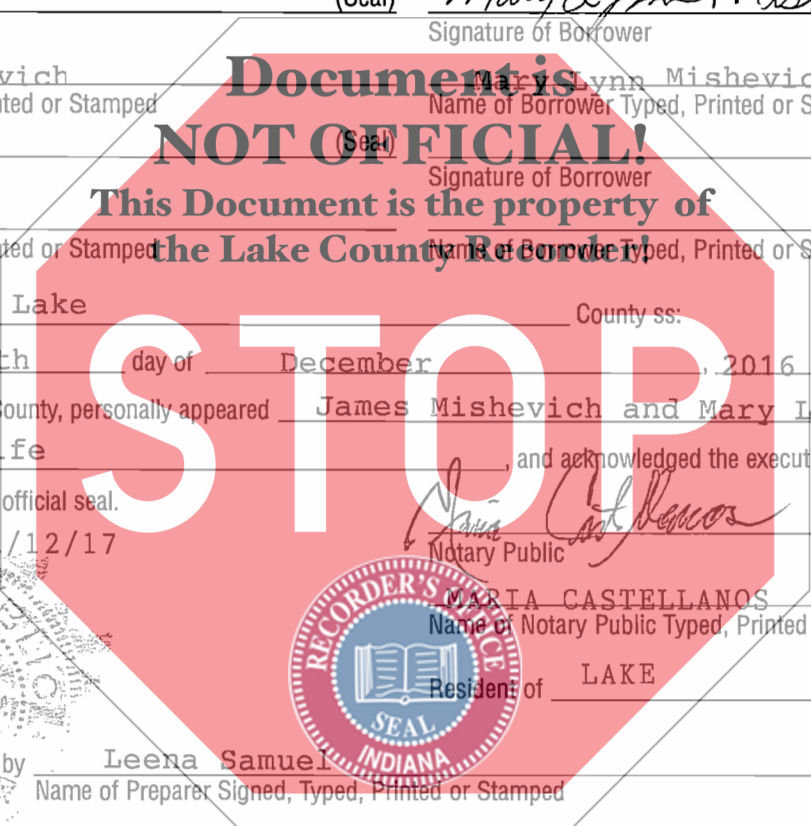 (Seal)
Signature of Borrower
Document is
vich Mary Lynn Mishevic
nted or Stamped Name of Borrower Typed, Printed or S
NOT OFFICIAL!
(Seal)
Signature of Borrower
This Document is the property of
nted or Stamped Name of Borrower Typed, Printed or S
the Lake County Recorder!
Lake County ss:
STOP
th day of December , 2016
County, personally appeared James Mishevich and Mary L
fe , and acknowledged the execut
official seal.
Maria Castellanos
/12/17
Notary Public
MARIA CASTELLANOS
Name of Notary Public Typed, Printed
RECORDER'S OFFICE
SEAL
INDIANA
Resident of LAKE
by Leena Samuel
Name of Preparer Signed, Typed, Printed or Stamped